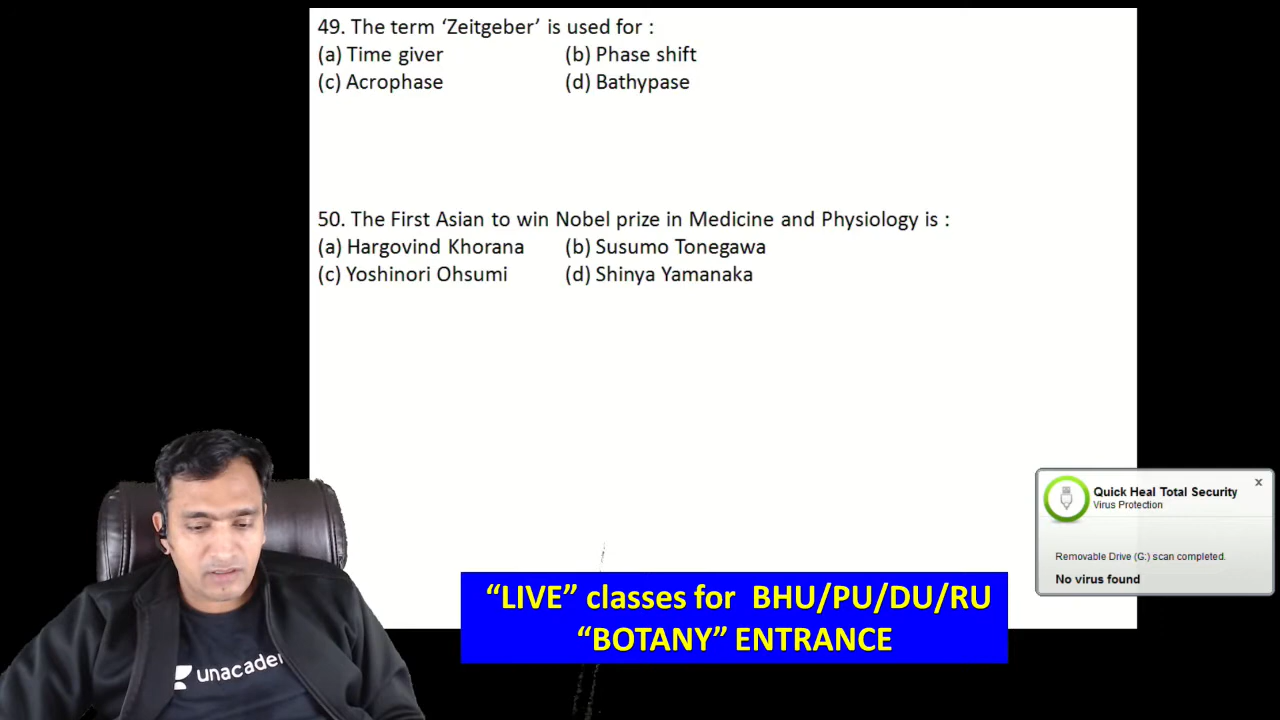 49. The term ‘Zeitgeber’ is used for :
(a) Time giver (b) Phase shift
(c) Acrophase (d) Bathypase
50. The First Asian to win Nobel prize in Medicine and Physiology is :
(a) Hargovind Khorana (b) Susumo Tonegawa
(c) Yoshinori Ohsumi (d) Shinya Yamanaka
Quick Heal Total Security
Virus Protection
Removable Drive (G:) scan completed.
No virus found
“LIVE” classes for BHU/PU/DU/RU
“BOTANY” ENTRANCE